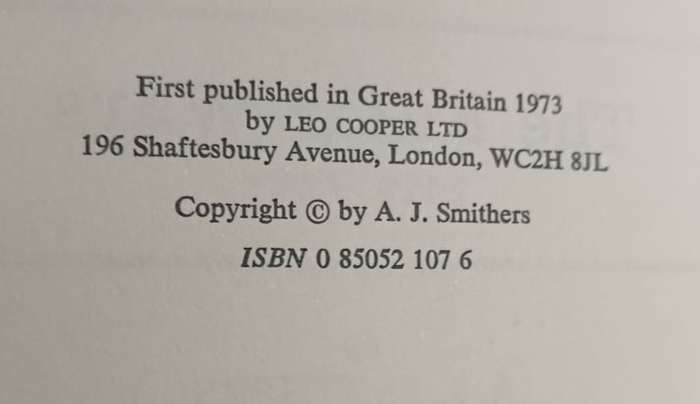 First published in Great Britain 1973
by LEO COOPER LTD
196 Shaftesbury Avenue, London, WC2H 8JL
Copyright © by A. J. Smithers
ISBN 0 85052 107 6